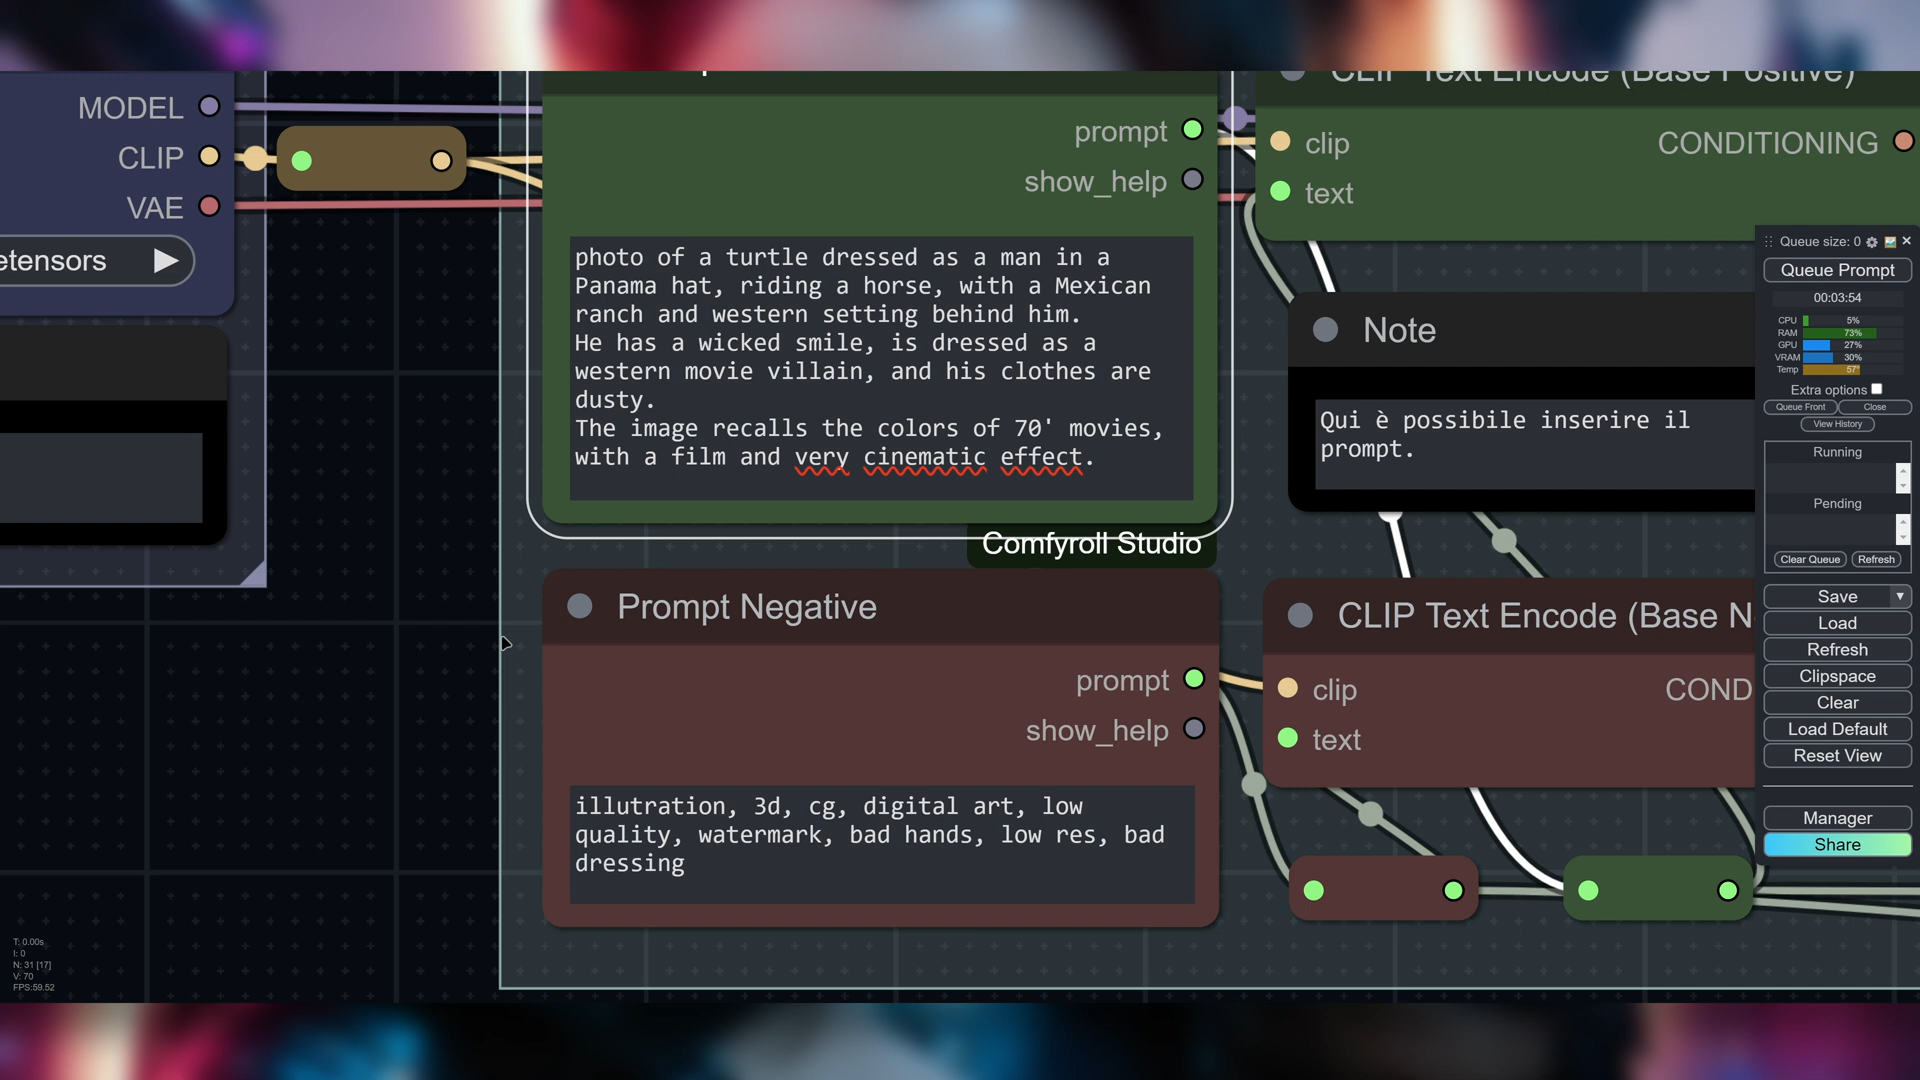 CLIP Text Encode (Base Positive)
MODEL
CLIP
VAE
etensors
prompt
show_help
clip
CONDITIONING
text
photo of a turtle dressed as a man in a
Panama hat, riding a horse, with a Mexican
ranch and western setting behind him.
He has a wicked smile, is dressed as a
western movie villain, and his clothes are
dusty.
The image recalls the colors of 70' movies,
with a film and very cinematic effect.
Comfyroll Studio
Note
Qui è possibile inserire il
prompt.
Prompt Negative
prompt
show_help
illutration, 3d, cg, digital art, low
quality, watermark, bad hands, low res, bad
dressing
CLIP Text Encode (Base N
clip
COND
text
Queue size: 0
Queue Prompt
00:03:54
CPU 5%
RAM 73%
GPU 27%
VRAM 30%
Temp 57°
Extra options
Queue Front Close
View History
Running
Pending
Clear Queue Refresh
Save
Load
Refresh
Clipspace
Clear
Load Default
Reset View
Manager
Share
T: 0.00s
I: 0
N: 31 [17]
V: 70
FPS:59.52